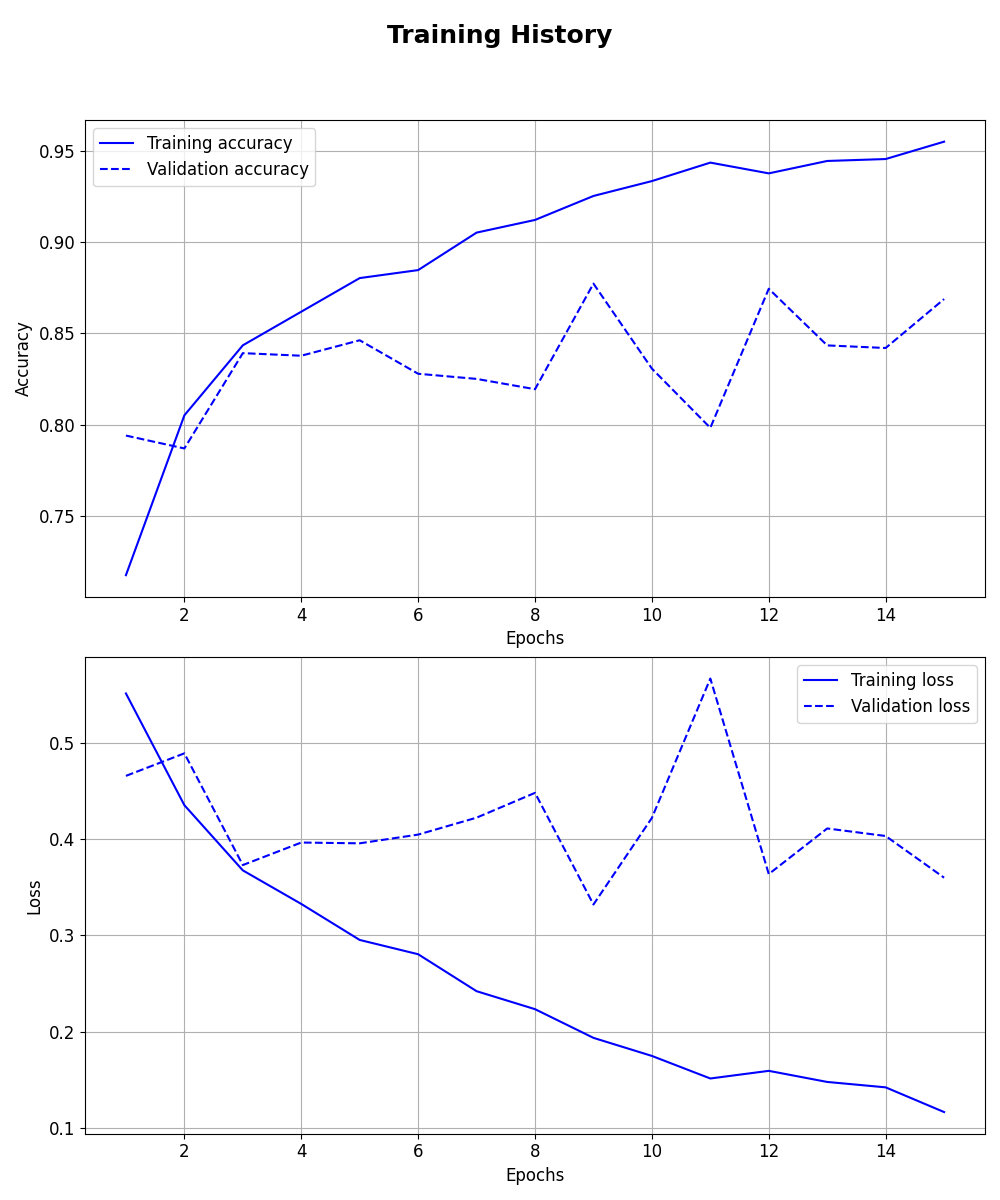 Training History
Training accuracy
Validation accuracy
0.95
0.90
0.85
0.80
0.75
Accuracy
2 4 6 8 10 12 14
Epochs
Training loss
Validation loss
0.5
0.4
0.3
0.2
0.1
Loss
2 4 6 8 10 12 14
Epochs